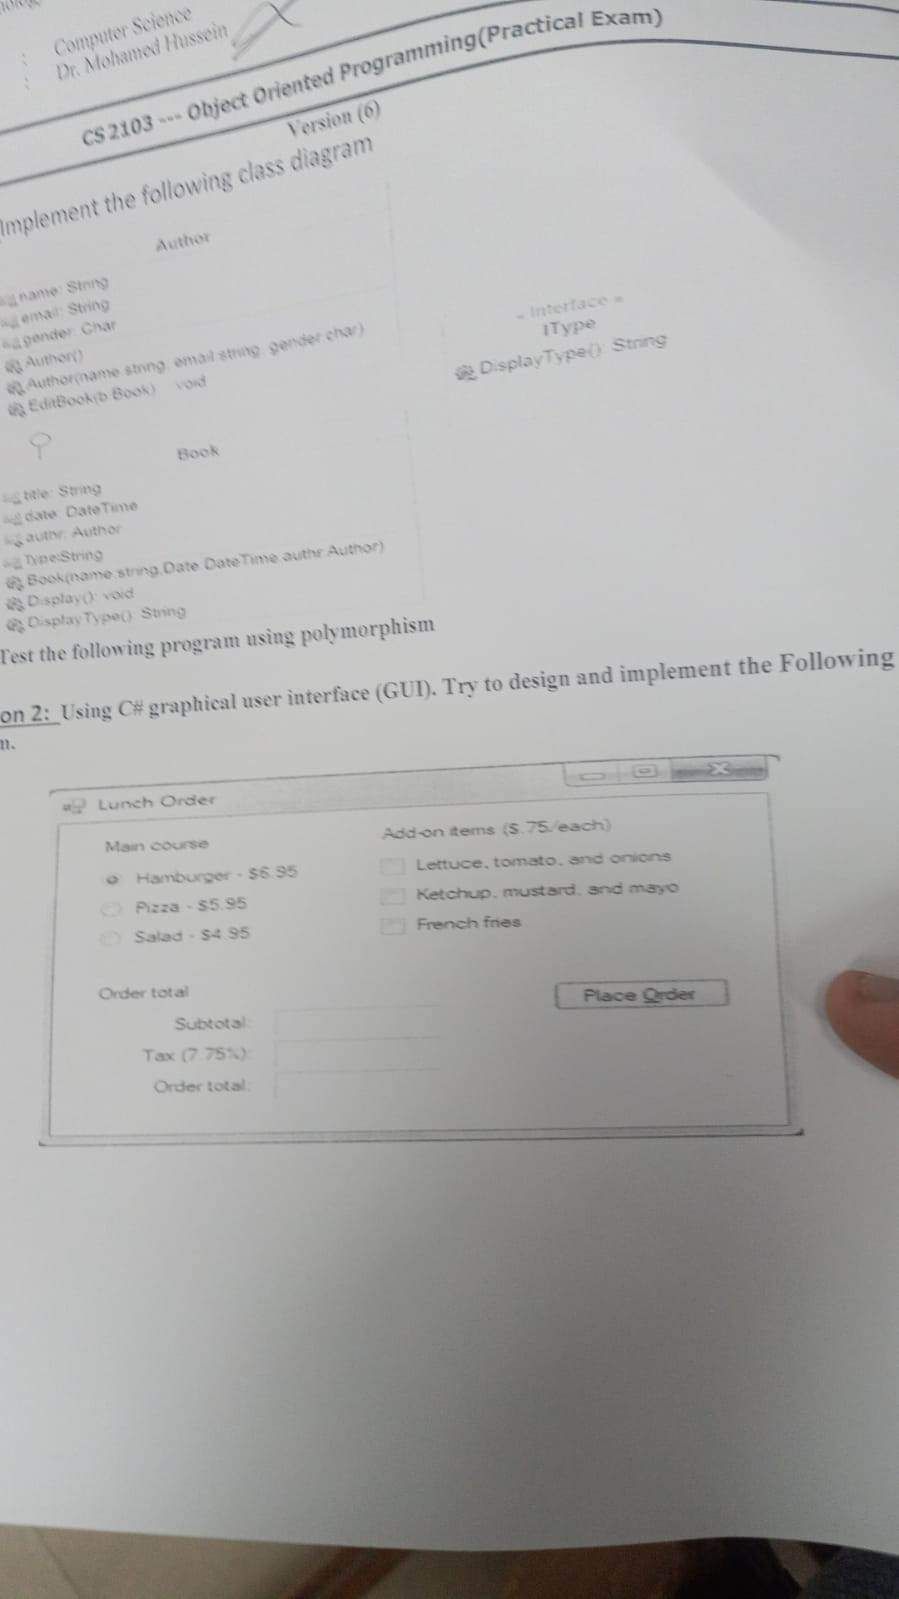 : Computer Science
: Dr. Mohamed Hussein
CS 2103 --- Object Oriented Programming(Practical Exam)
Version (6)
Implement the following class diagram
Author
name: String
email: String
gender: Char
Author()
Author(name:string, email:string, gender:char)
EditBook(b:Book) void
Interface
IType
DisplayType(): String
Book
title: String
date: DateTime
authr: Author
Type:String
Book(name:string,Date:DateTime,authr:Author)
Display(): void
DisplayType(): String
Test the following program using polymorphism
on 2: Using C# graphical user interface (GUI). Try to design and implement the Following
n.
Lunch Order
Main course
Hamburger - $6.95
Pizza - $5.95
Salad - $4.95
Add-on items ($.75/each)
Lettuce, tomato, and onions
Ketchup, mustard, and mayo
French fries
Order total
Subtotal:
Tax (7.75%):
Order total:
Place Order